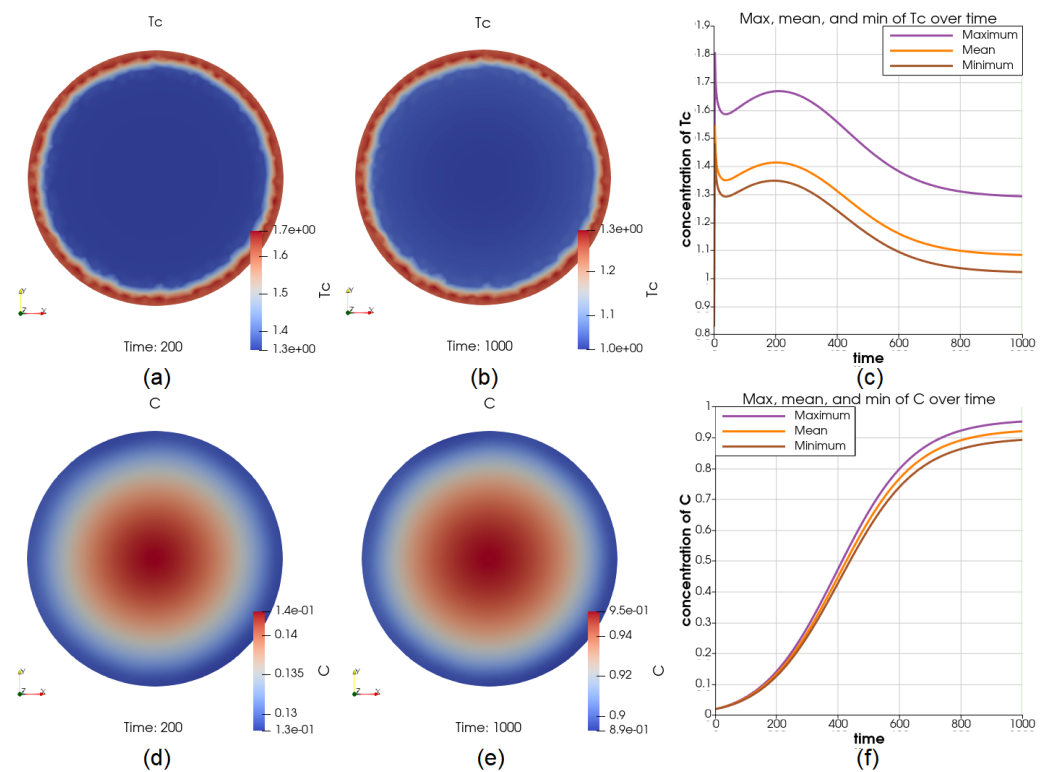 Tc
1.7e+00
1.6
1.5
1.4
1.3e+00
Tc
Y
Z
X
Time: 200
(a)
Tc
1.3e+00
1.2
1.1
1.0e+00
Tc
Y
Z
X
Time: 1000
(b)
Max, mean, and min of Tc over time
Maximum
Mean
Minimum
1.9
1.8
1.7
1.6
1.5
1.4
1.3
1.2
1.1
1
0.9
0.8
concentration of Tc
0
200
400
600
800
1000
time
(c)
C
1.4e-01
0.14
0.135
0.13
1.3e-01
C
Y
Z
X
Time: 200
(d)
C
9.5e-01
0.94
0.92
0.9
8.9e-01
C
Y
Z
X
Time: 1000
(e)
Max, mean, and min of C over time
Maximum
Mean
Minimum
1
0.9
0.8
0.7
0.6
0.5
0.4
0.3
0.2
0.1
0
concentration of C
0
200
400
600
800
1000
time
(f)